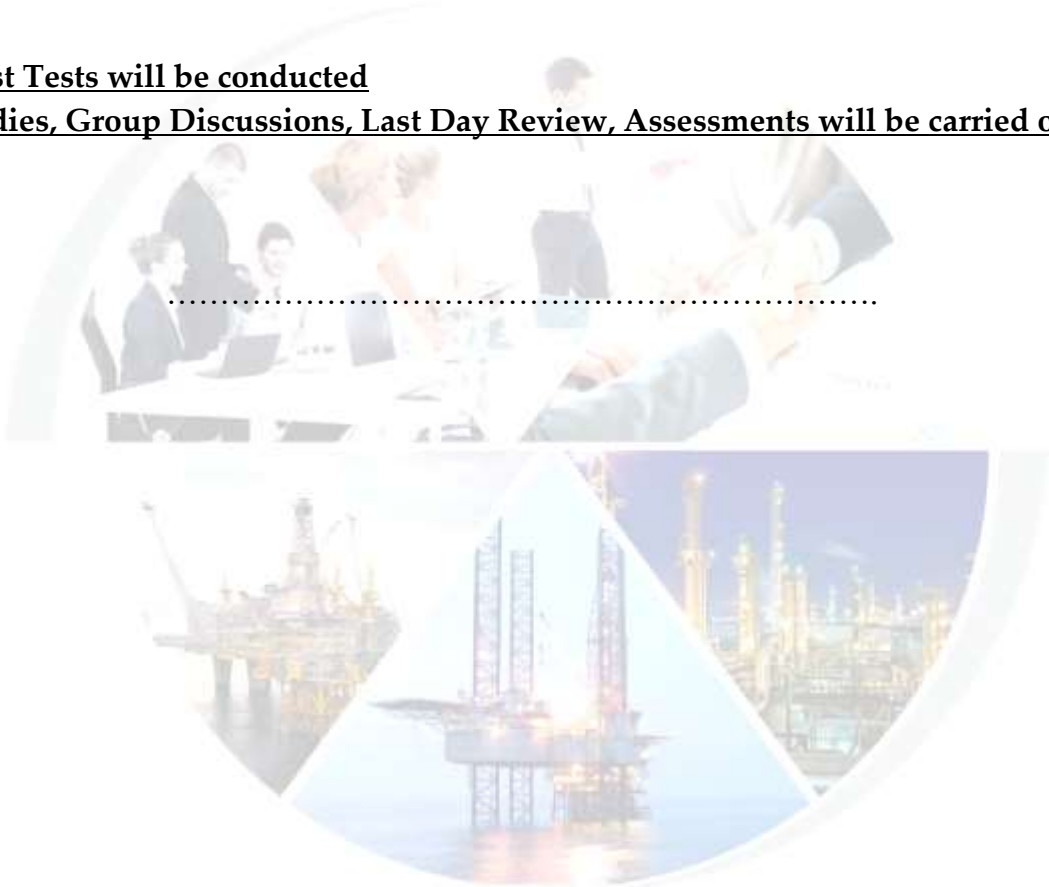 st Tests will be conducted
dies, Group Discussions, Last Day Review, Assessments will be carried o
………………………………………………………………….